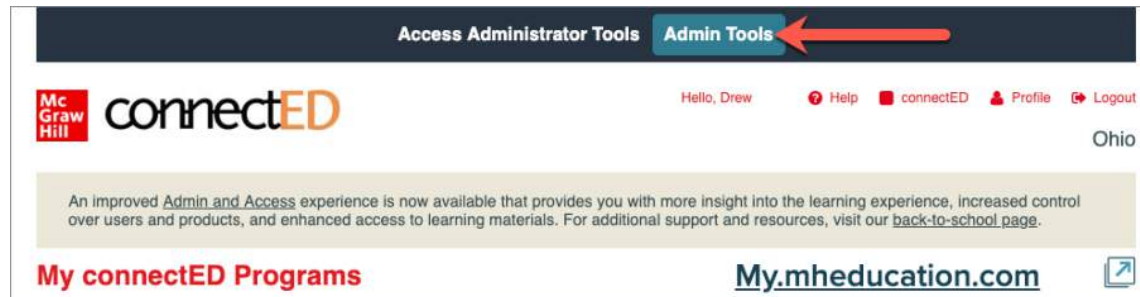 Access Administrator Tools Admin Tools
Mc
Graw
Hill
connectED
Hello, Drew Help connectED Profile Logout
Ohio
An improved Admin and Access experience is now available that provides you with more insight into the learning experience, increased control
over users and products, and enhanced access to learning materials. For additional support and resources, visit our back-to-school page.
My connectED Programs My.mheducation.com